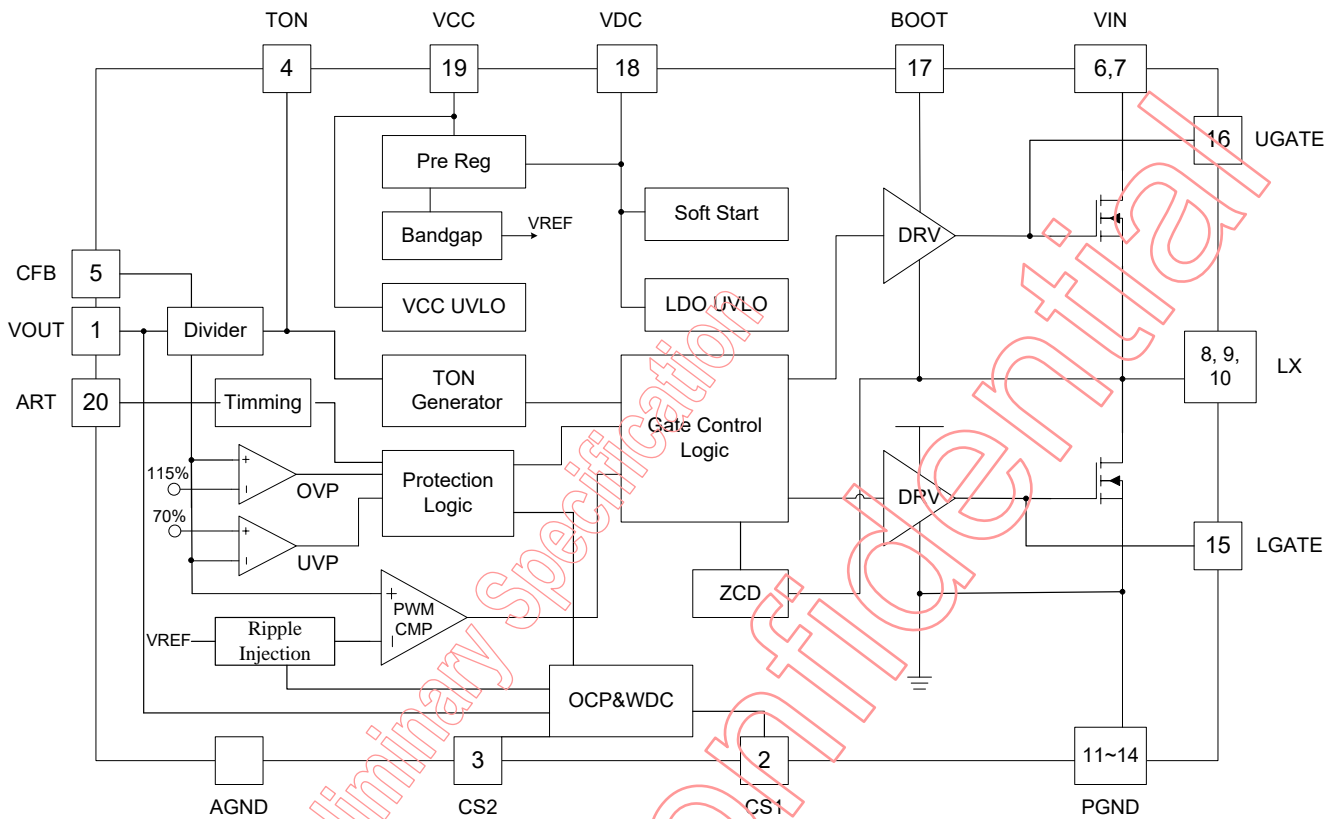 TON VCC VDC BOOT VIN
4 19 18 17 6,7
16 UGATE
Pre Reg
Soft Start
Bandgap VREF
DRV
CFB 5
VCC UVLO LDO UVLO
VOUT 1 Divider
8, 9,
10
LX
TON
Generator
ART 20 Timming
Gate Control
Logic
115% + - OVP
Protection
Logic
DRV
70% + - UVP
15 LGATE
ZCD
+ PWM
- CMP
VREF Ripple
Injection
OCP&WDC
3 2 11~14
AGND CS2 CS1 PGND
liminary Specification
onfidential